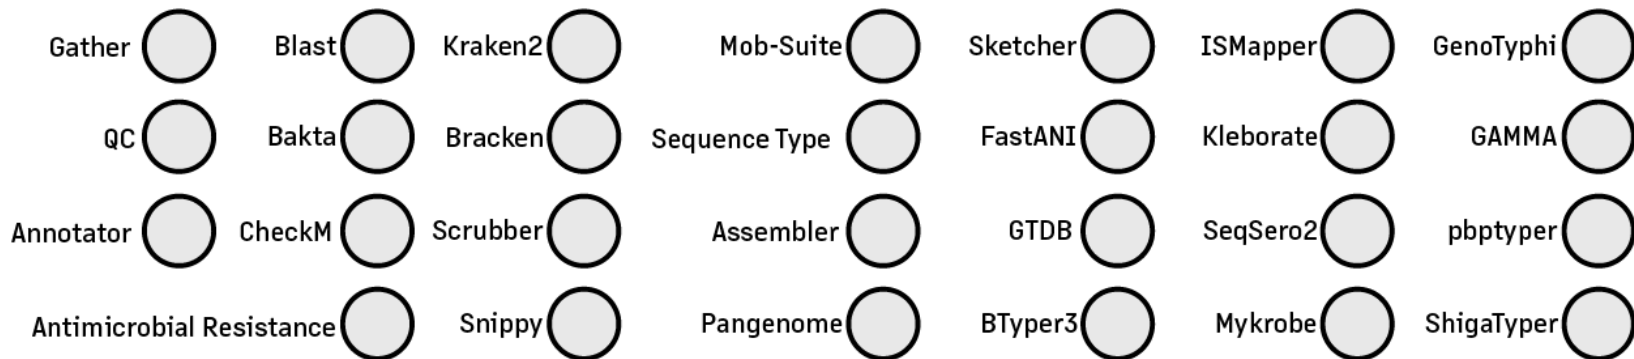 Gather Blast Kraken2 Mob-Suite Sketcher ISMapper GenoTyphi
QC Bakta Bracken Sequence Type FastANI Kleborate GAMMA
Annotator CheckM Scrubber Assembler GTDB SeqSero2 pbptyper
Antimicrobial Resistance Snippy Pangenome BTyper3 Mykrobe ShigaTyper